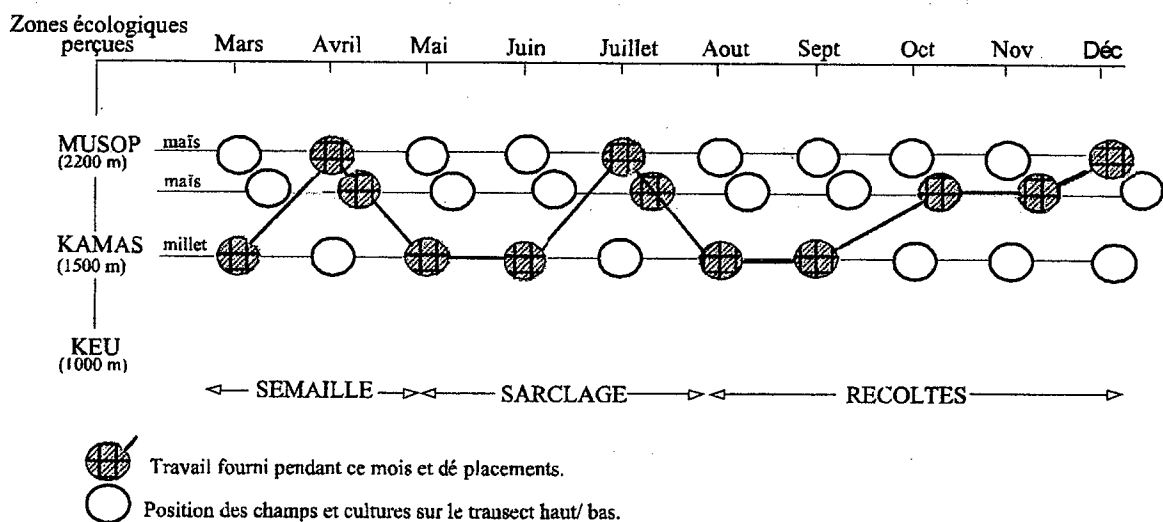 Zones écologiques
perçues
Mars Avril Mai Juin Juillet Aout Sept Oct Nov Déc
MUSOP
(2200 m)
maïs
maïs
KAMAS
(1500 m)
millet
KEU
(1000 m)
SEMAILLE SARCLAGE RECOLTES
Travail fourni pendant ce mois et dé placements.
Position des champs et cultures sur le transect haut/ bas.